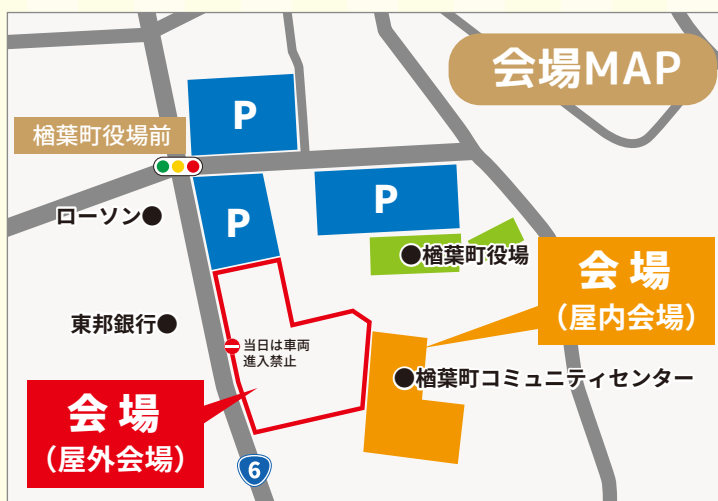 会場MAP
P
楢葉町役場前
P
P
ローソン
楢葉町役場
会場
（屋内会場）
東邦銀行
当日は車両
進入禁止
楢葉町コミュニティセンター
会場
（屋外会場）
6